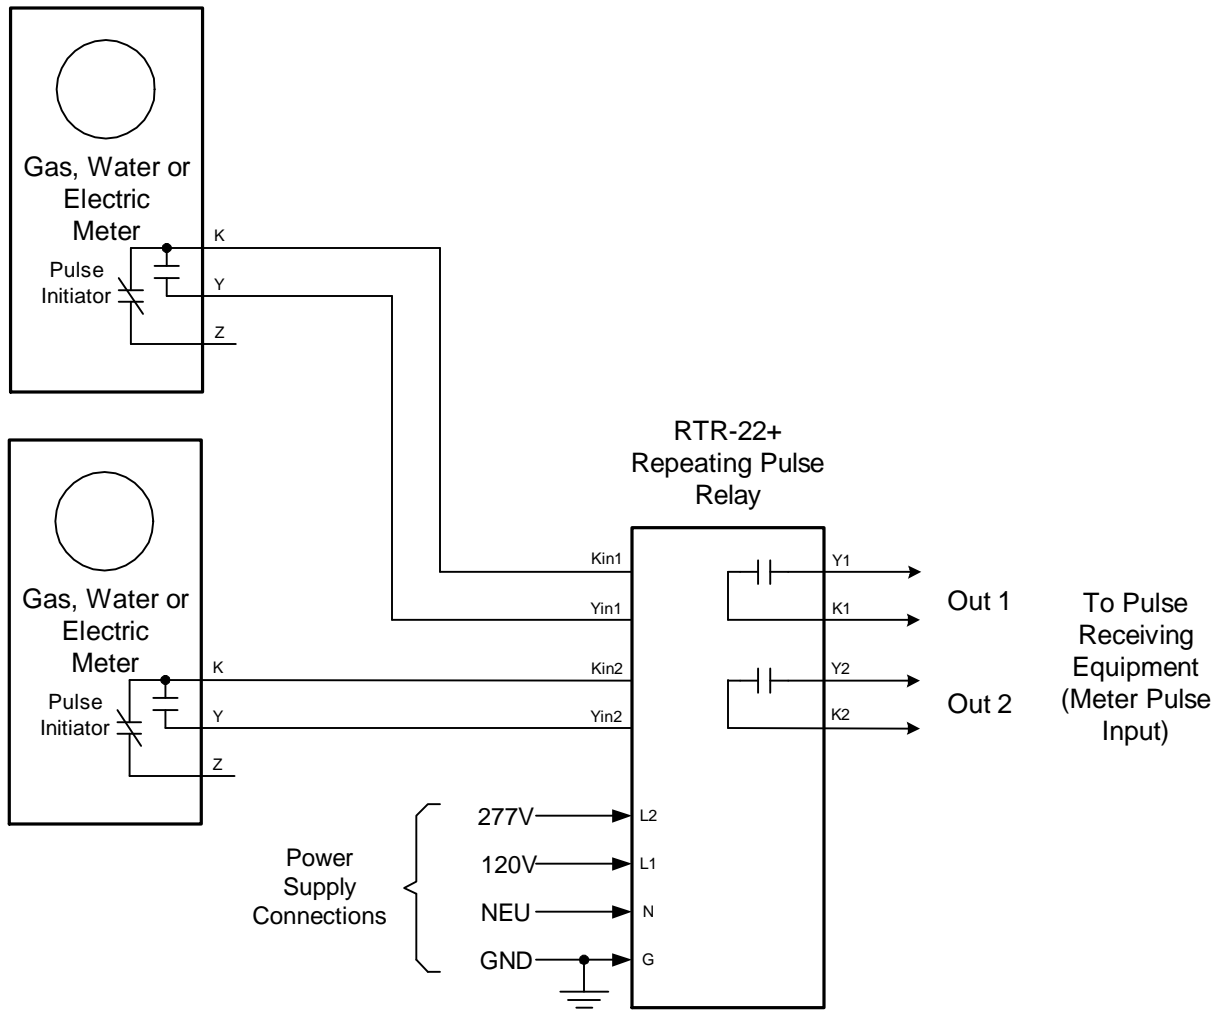 Gas, Water or
Electric
Meter
Pulse
Initiator
K
Y
Z
Gas, Water or
Electric
Meter
Pulse
Initiator
K
Y
Z
RTR-22+
Repeating Pulse
Relay
Kin1
Yin1
Kin2
Yin2
Y1
K1
Y2
K2
Out 1
Out 2
To Pulse
Receiving
Equipment
(Meter Pulse
Input)
Power
Supply
Connections
277V
L2
120V
L1
NEU
N
GND
G